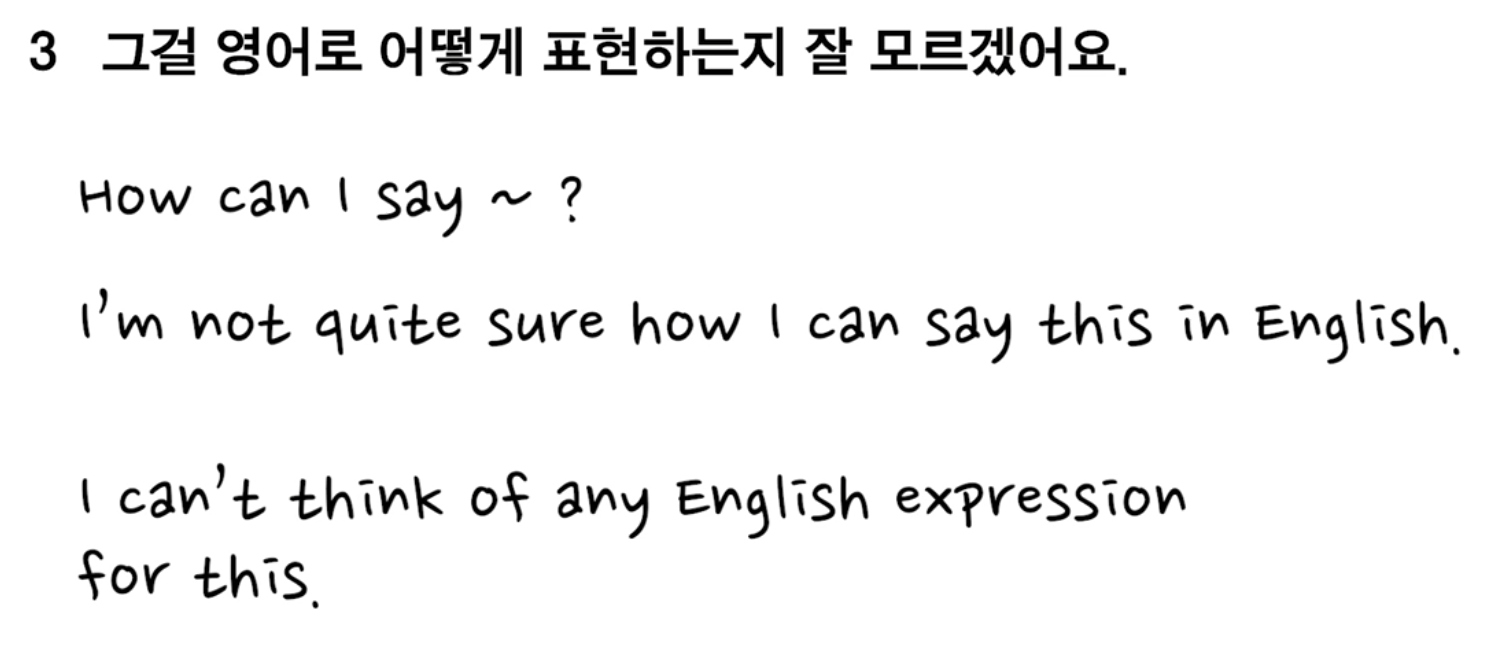 3 그걸 영어로 어떻게 표현하는지 잘 모르겠어요.
How can I say ~ ?
I'm not quite sure how I can say this in English.
I can't think of any English expression
for this.